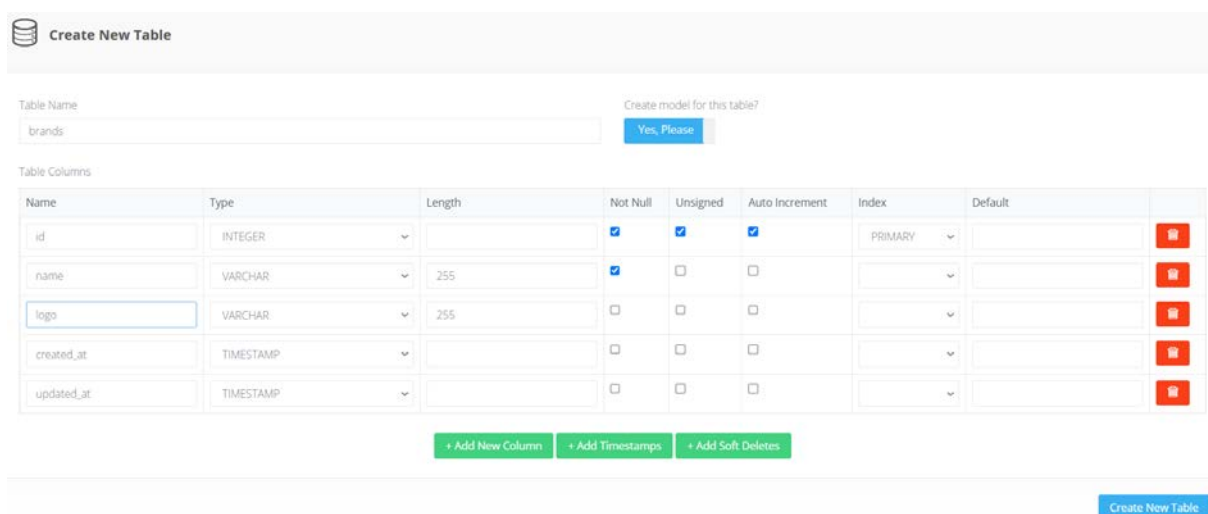 Create New Table
Table Name
Create model for this table?
brands
Yes, Please
Table Columns
Name Type Length Not Null Unsigned Auto Increment Index Default
id INTEGER PRIMARY
name VARCHAR 255
logo VARCHAR 255
created_at TIMESTAMP
updated_at TIMESTAMP
+ Add New Column + Add Timestamps + Add Soft Deletes
Create New Table